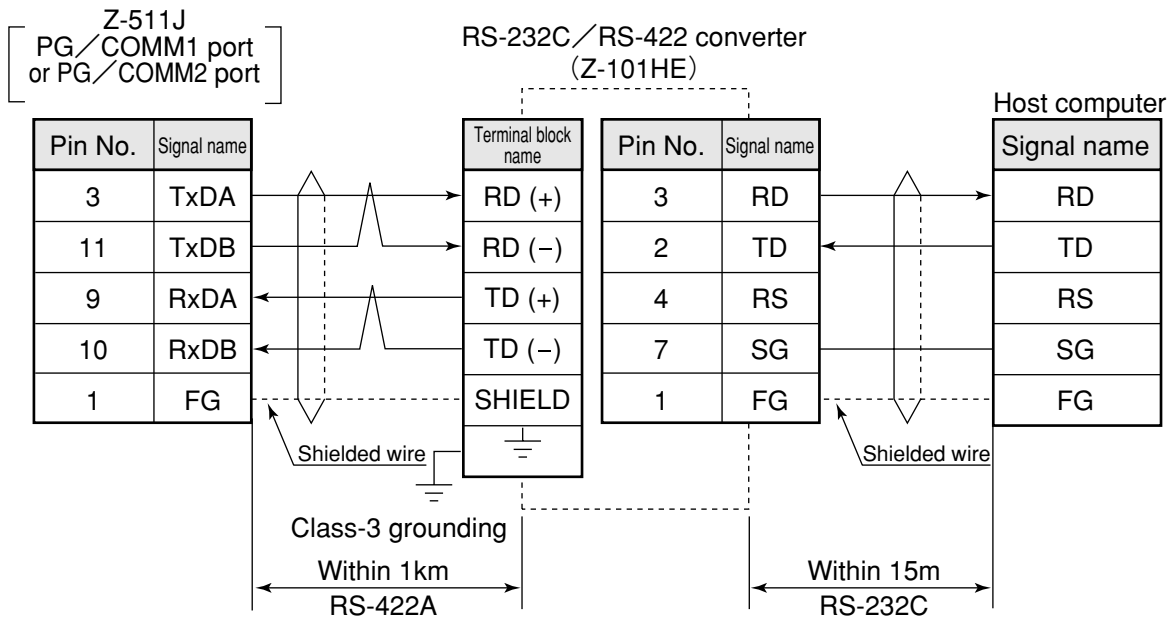 Z-511J
PG／COMM1 port
or PG／COMM2 port
RS-232C／RS-422 converter
（Z-101HE）
Host computer
Pin No. Signal name
3 TxDA
11 TxDB
9 RxDA
10 RxDB
1 FG
Terminal block
name
RD (+)
RD (−)
TD (+)
TD (−)
SHIELD
Pin No. Signal name
3 RD
2 TD
4 RS
7 SG
1 FG
Signal name
RD
TD
RS
SG
FG
Shielded wire
Shielded wire
Class-3 grounding
Within 1km
RS-422A
Within 15m
RS-232C